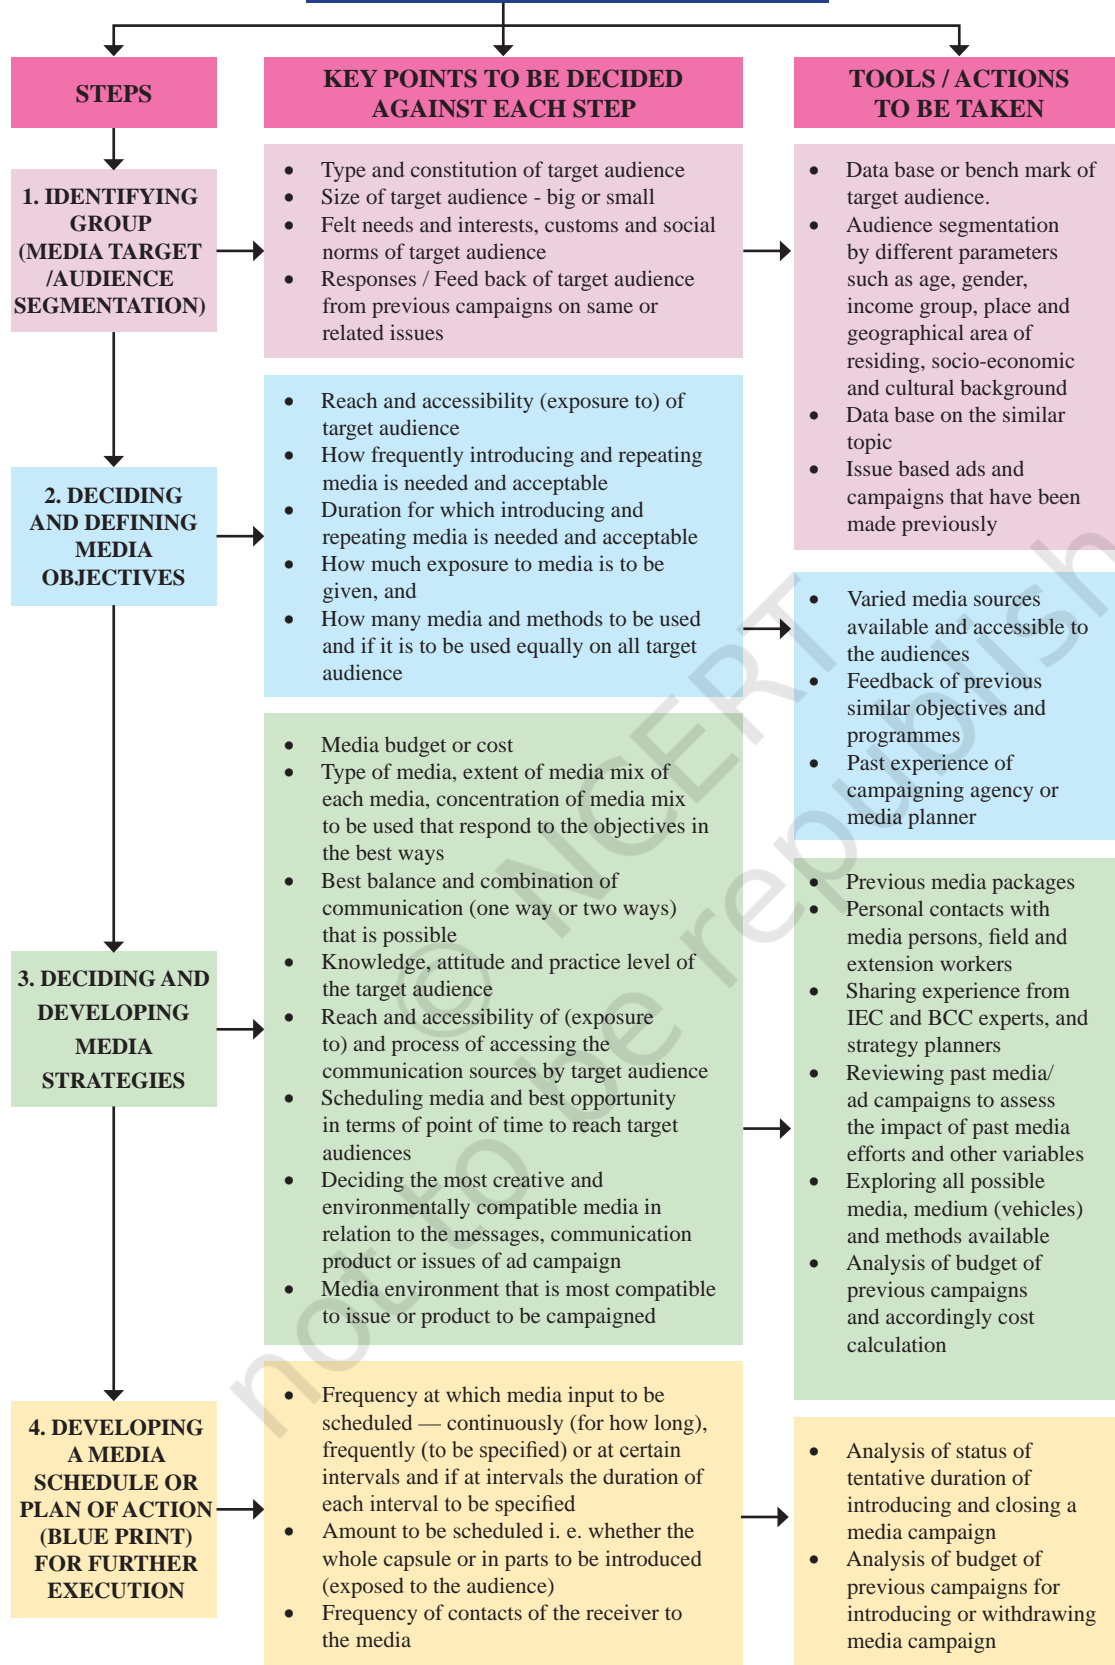 STEPS
KEY POINTS TO BE DECIDED
AGAINST EACH STEP
TOOLS / ACTIONS
TO BE TAKEN
1. IDENTIFYING
GROUP
(MEDIA TARGET
/AUDIENCE
SEGMENTATION)
• Type and constitution of target audience
• Size of target audience - big or small
• Felt needs and interests, customs and social
norms of target audience
• Responses / Feed back of target audience
from previous campaigns on same or
related issues
• Data base or bench mark of
target audience.
• Audience segmentation
by different parameters
such as age, gender,
income group, place and
geographical area of
residing, socio-economic
and cultural background
• Data base on the similar
topic
• Issue based ads and
campaigns that have been
made previously
2. DECIDING
AND DEFINING
MEDIA
OBJECTIVES
• Reach and accessibility (exposure to) of
target audience
• How frequently introducing and repeating
media is needed and acceptable
• Duration for which introducing and
repeating media is needed and acceptable
• How much exposure to media is to be
given, and
• How many media and methods to be used
and if it is to be used equally on all target
audience
• Varied media sources
available and accessible to
the audiences
• Feedback of previous
similar objectives and
programmes
• Past experience of
campaigning agency or
media planner
3. DECIDING AND
DEVELOPING
MEDIA
STRATEGIES
• Media budget or cost
• Type of media, extent of media mix of
each media, concentration of media mix
to be used that respond to the objectives in
the best ways
• Best balance and combination of
communication (one way or two ways)
that is possible
• Knowledge, attitude and practice level of
the target audience
• Reach and accessibility of (exposure
to) and process of accessing the
communication sources by target audience
• Scheduling media and best opportunity
in terms of point of time to reach target
audiences
• Deciding the most creative and
environmentally compatible media in
relation to the messages, communication
product or issues of ad campaign
• Media environment that is most compatible
to issue or product to be campaigned
• Previous media packages
• Personal contacts with
media persons, field and
extension workers
• Sharing experience from
IEC and BCC experts, and
strategy planners
• Reviewing past media/
ad campaigns to assess
the impact of past media
efforts and other variables
• Exploring all possible
media, medium (vehicles)
and methods available
• Analysis of budget of
previous campaigns
and accordingly cost
calculation
4. DEVELOPING
A MEDIA
SCHEDULE OR
PLAN OF ACTION
(BLUE PRINT)
FOR FURTHER
EXECUTION
• Frequency at which media input to be
scheduled — continuously (for how long),
frequently (to be specified) or at certain
intervals and if at intervals the duration of
each interval to be specified
• Amount to be scheduled i. e. whether the
whole capsule or in parts to be introduced
(exposed to the audience)
• Frequency of contacts of the receiver to
the media
• Analysis of status of
tentative duration of
introducing and closing a
media campaign
• Analysis of budget of
previous campaigns for
introducing or withdrawing
media campaign
© NCERT
not to be republish